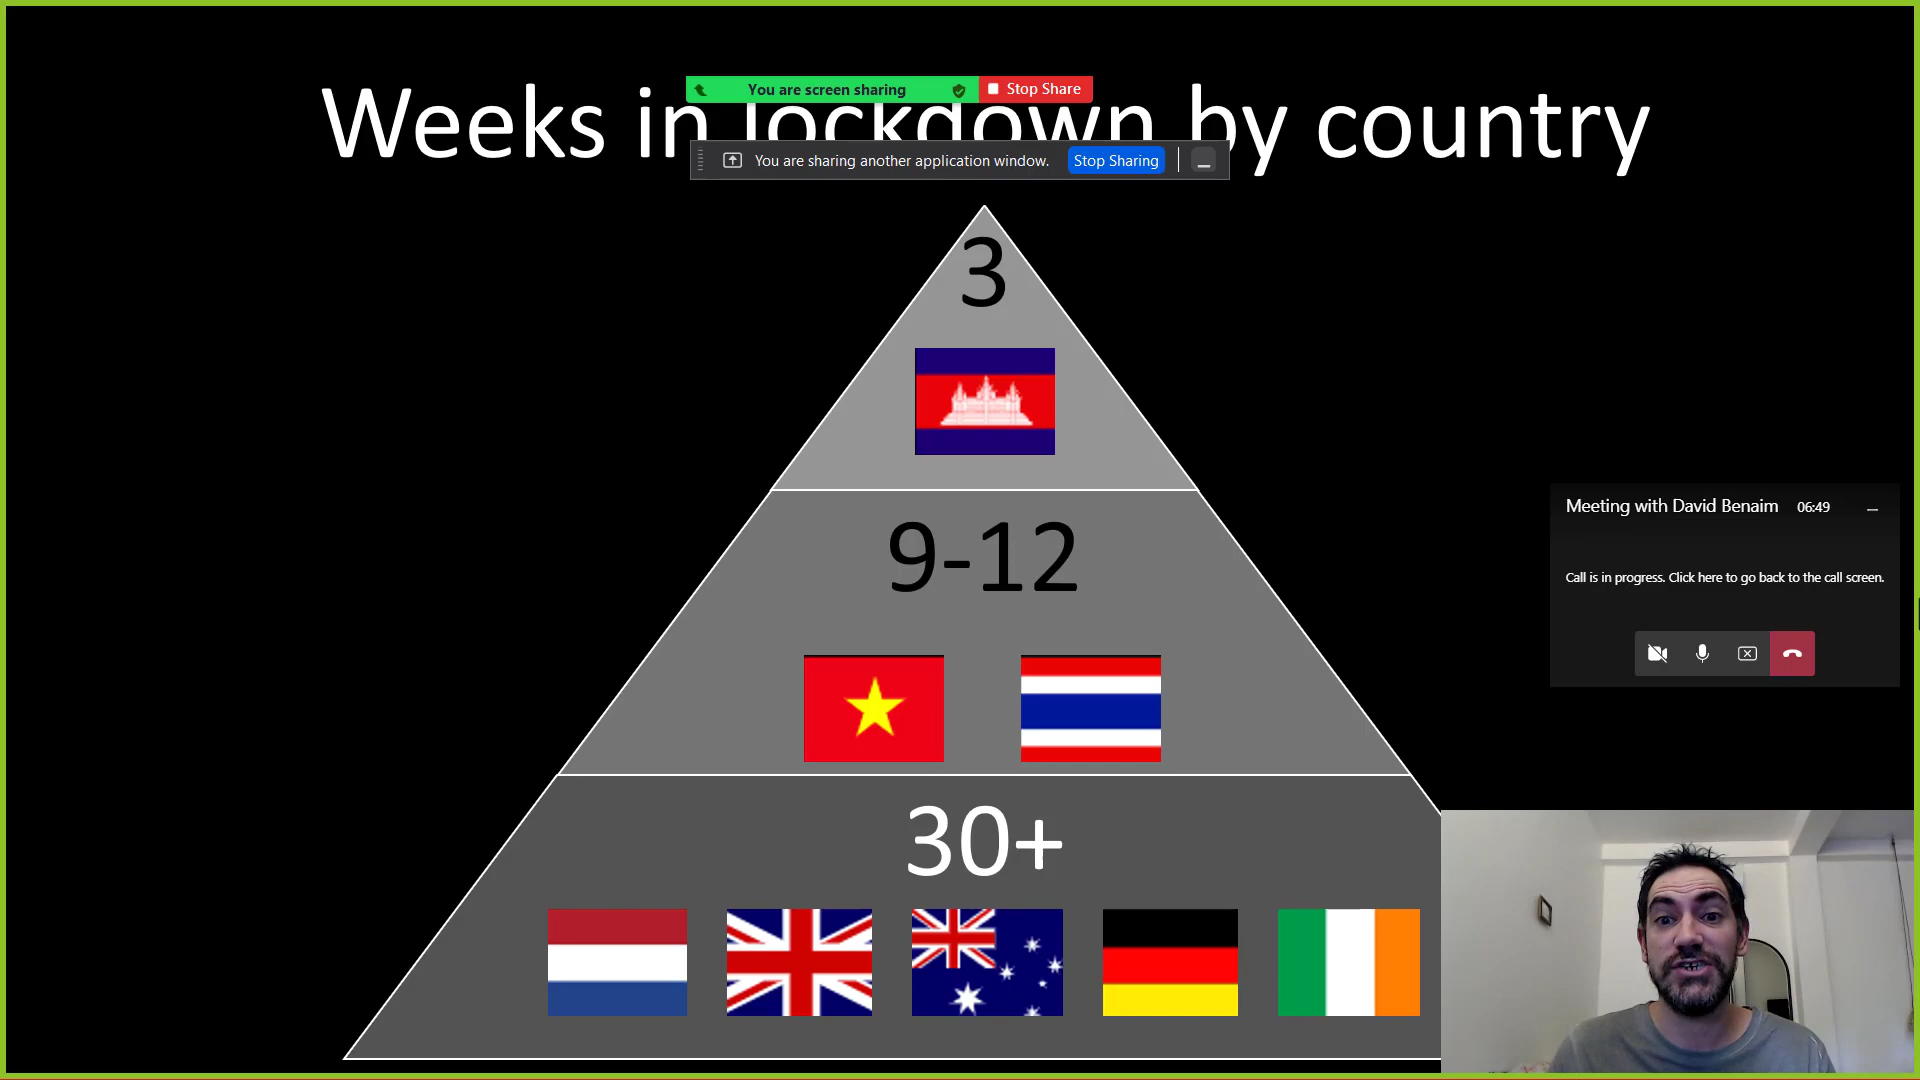 Weeks in lockdown by country
You are screen sharing
Stop Share
You are sharing another application window.
Stop Sharing
3
9-12
30+
Meeting with David Benaim 06:49
Call is in progress. Click here to go back to the call screen.